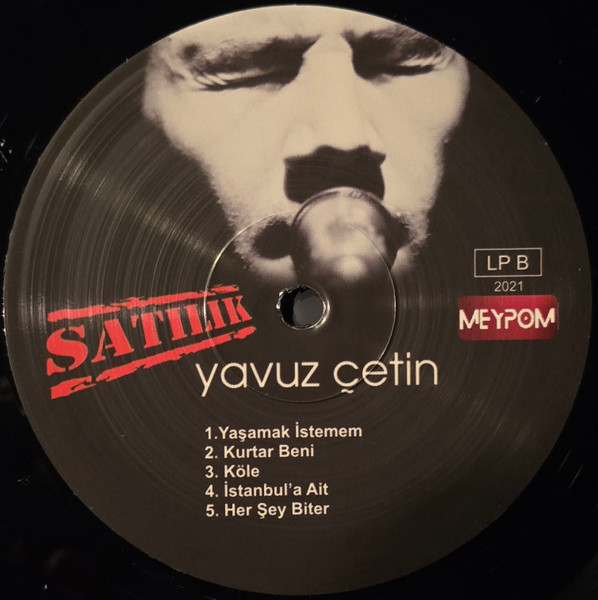 LP B
2021
MEYPOM
SATILIK
yavuz çetin
1.Yaşamak İstemem
2. Kurtar Beni
3. Köle
4. İstanbul'a Ait
5. Her Şey Biter